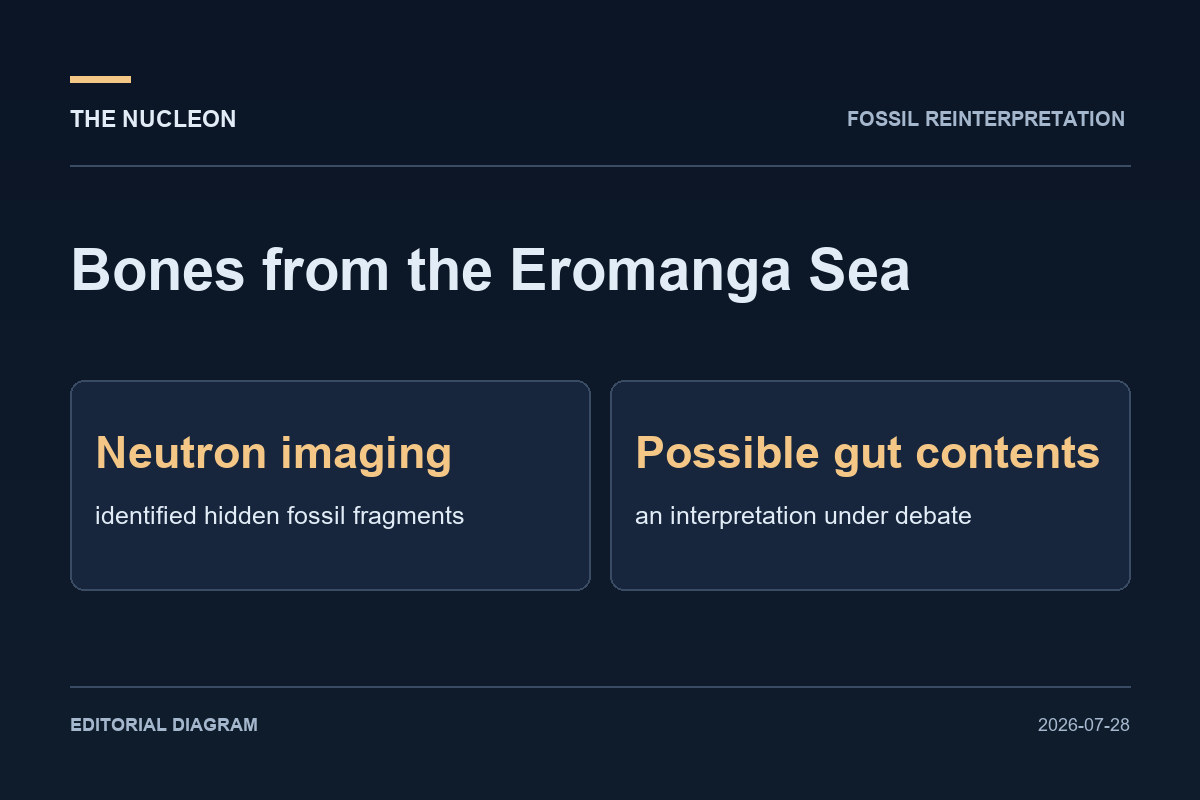 THE NUCLEON
FOSSIL REINTERPRETATION
Bones from the Eromanga Sea
Neutron imaging
identified hidden fossil fragments
Possible gut contents
an interpretation under debate
EDITORIAL DIAGRAM
2026-07-28